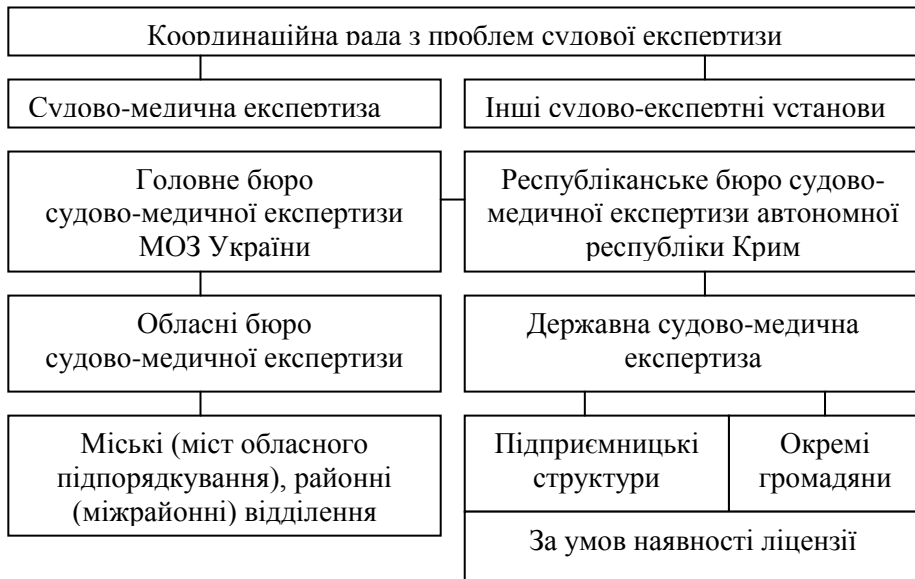 Координаційна рада з проблем судової експертизи
Судово-медична експертиза
Інші судово-експертні установи
Головне бюро
судово-медичної експертизи
МОЗ України
Республіканське бюро судово-
медичної експертизи автономної
республіки Крим
Обласні бюро
судово-медичної експертизи
Державна судово-медична
експертиза
Міські (міст обласного
підпорядкування), районні
(міжрайонні) відділення
Підприємницькі
структури
Окремі
громадяни
За умов наявності ліцензії